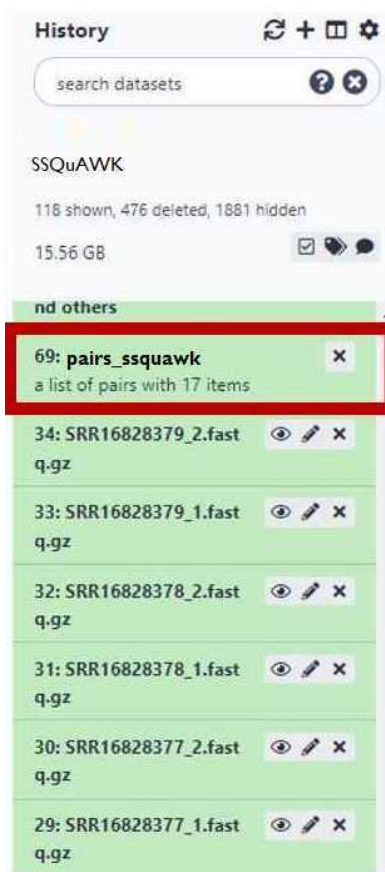 History
search datasets
SSQuAWK
118 shown, 476 deleted, 1881 hidden
15.56 GB
nd others
69: pairs_ssquawk
a list of pairs with 17 items
34: SRR16828379_2.fast
q.gz
33: SRR16828379_1.fast
q.gz
32: SRR16828378_2.fast
q.gz
31: SRR16828378_1.fast
q.gz
30: SRR16828377_2.fast
q.gz
29: SRR16828377_1.fast
q.gz